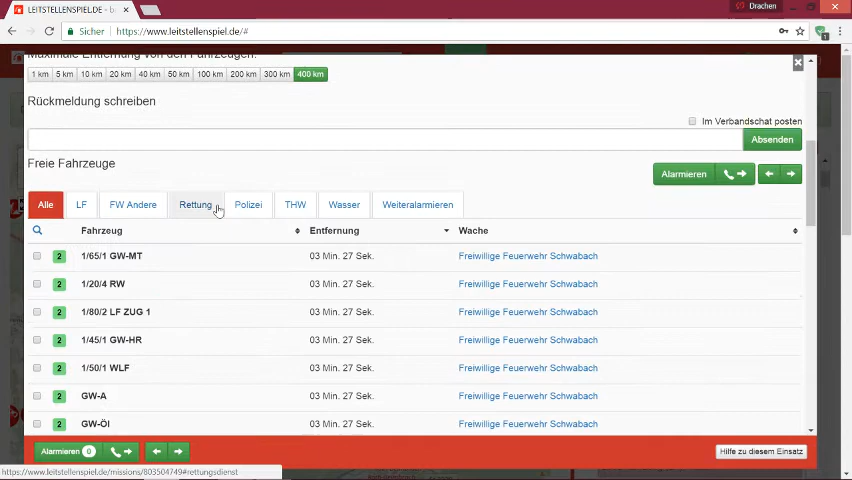 LEITSTELLENSPIEL.DE - b
Drachen
Sicher https://www.leitstellenspiel.de/#
Maximale Entfernung von den Fahrzeugen:
1 km 5 km 10 km 20 km 40 km 50 km 100 km 200 km 300 km 400 km
Rückmeldung schreiben
Im Verbandschat posten
Absenden
Freie Fahrzeuge
Alarmieren
Alle LF FW Andere Rettung Polizei THW Wasser Weiteralarmieren
Fahrzeug Entfernung Wache
2 1/65/1 GW-MT 03 Min. 27 Sek. Freiwillige Feuerwehr Schwabach
2 1/20/4 RW 03 Min. 27 Sek. Freiwillige Feuerwehr Schwabach
2 1/80/2 LF ZUG 1 03 Min. 27 Sek. Freiwillige Feuerwehr Schwabach
2 1/45/1 GW-HR 03 Min. 27 Sek. Freiwillige Feuerwehr Schwabach
2 1/50/1 WLF 03 Min. 27 Sek. Freiwillige Feuerwehr Schwabach
2 GW-A 03 Min. 27 Sek. Freiwillige Feuerwehr Schwabach
2 GW-Öl 03 Min. 27 Sek. Freiwillige Feuerwehr Schwabach
Alarmieren 0
Hilfe zu diesem Einsatz
https://www.leitstellenspiel.de/missions/803504749#rettungsdienst